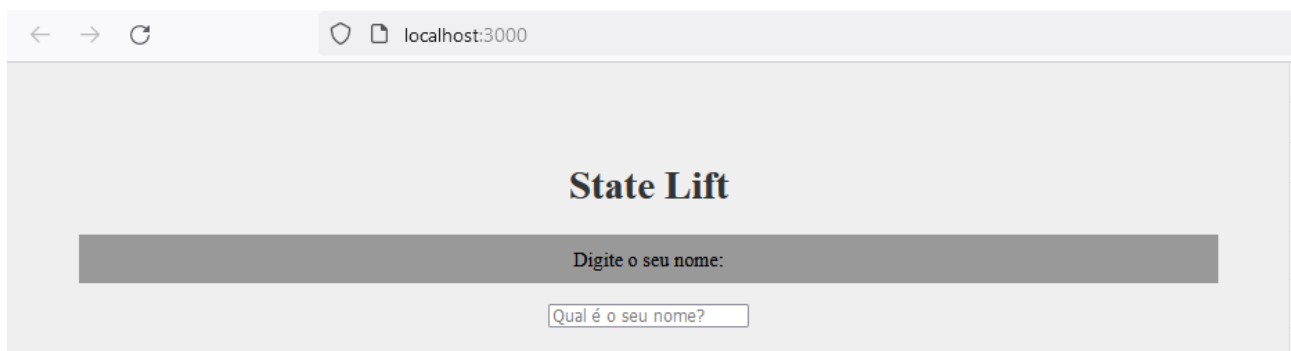 localhost:3000
State Lift
Digite o seu nome:
Qual é o seu nome?